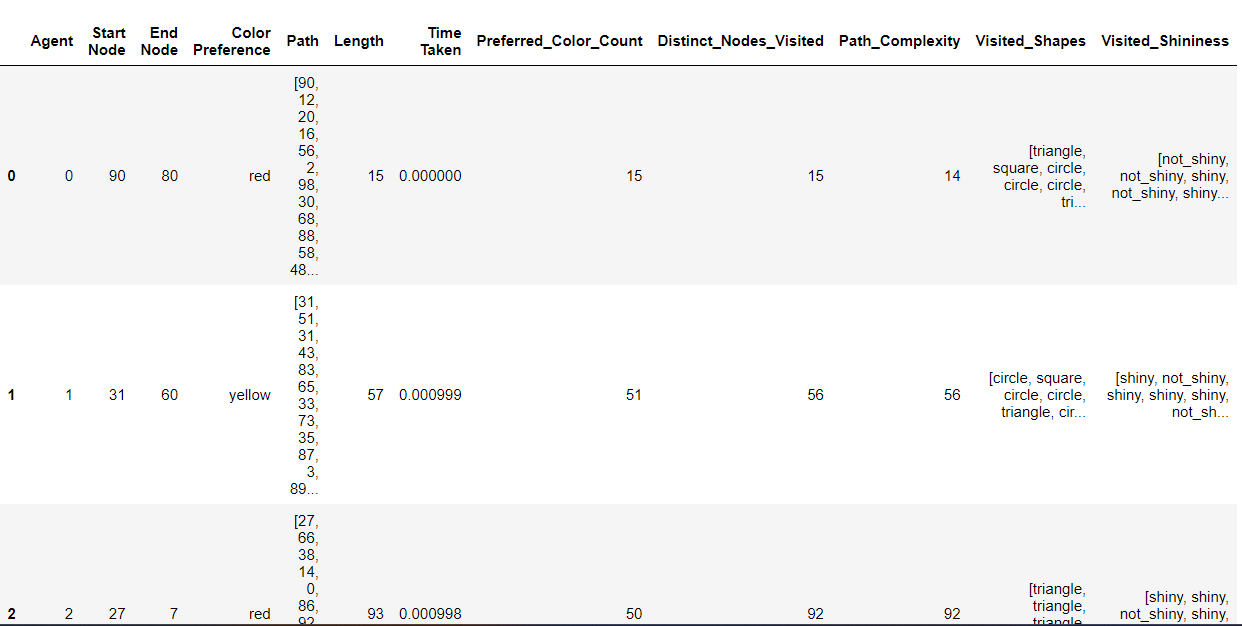 Agent Start Node End Node Color Preference Path Length Time Taken Preferred_Color_Count Distinct_Nodes_Visited Path_Complexity Visited_Shapes Visited_Shininess
0 0 90 80 red [90, 12, 20, 16, 56, 2, 98, 30, 68, 88, 58, 48... 15 0.000000 15 15 14 [triangle, square, circle, circle, circle, tri... [not_shiny, not_shiny, shiny, not_shiny, shiny...
1 1 31 60 yellow [31, 51, 31, 43, 83, 65, 33, 73, 35, 87, 3, 89... 57 0.000999 51 56 56 [circle, square, circle, circle, triangle, cir... [shiny, not_shiny, shiny, shiny, shiny, not_sh...
2 2 27 7 red [27, 66, 38, 14, 0, 86, 92 93 0.000998 50 92 92 [triangle, triangle, triangle [shiny, shiny, not_shiny, shiny,